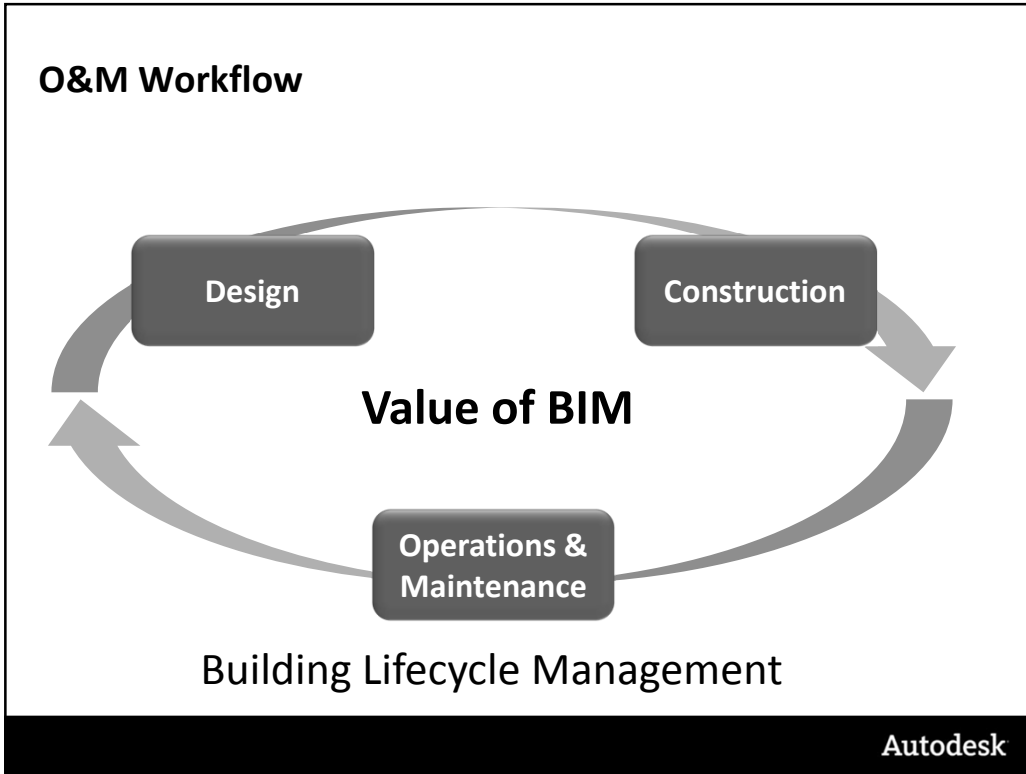 O&M Workflow
Design
Construction
Value of BIM
Operations &
Maintenance
Building Lifecycle Management
Autodesk